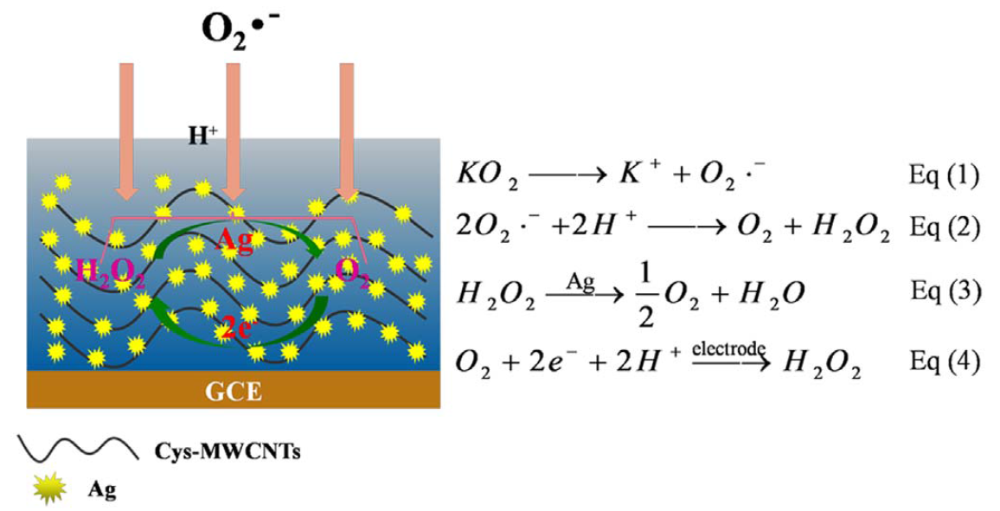 O₂•⁻
H⁺
Ag
H₂O₂
O₂
2e⁻
GCE
Cys-MWCNTs
Ag
KO₂ ⟶ K⁺ + O₂·⁻ Eq (1)
2O₂·⁻ +2H⁺ ⟶ O₂ + H₂O₂ Eq (2)
H₂O₂ —Ag→ 1/2 O₂ + H₂O Eq (3)
O₂ + 2e⁻ + 2H⁺ —electrode→ H₂O₂ Eq (4)